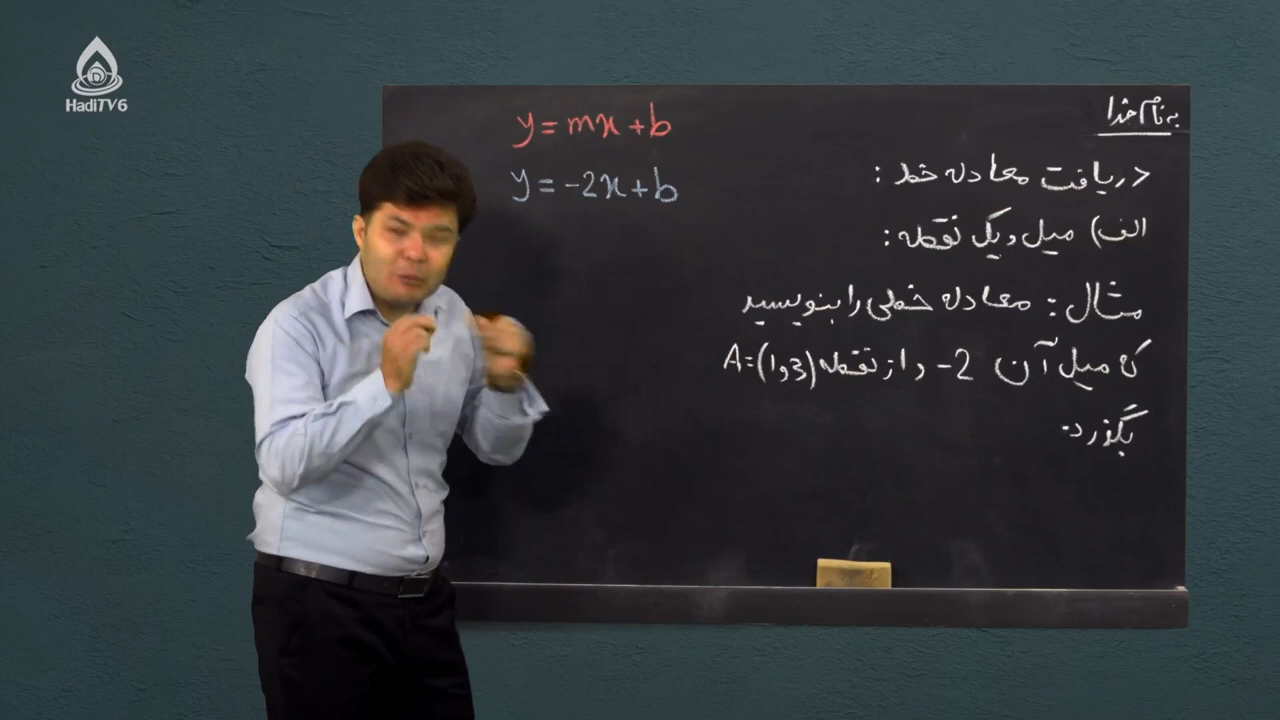 HadiTV6
به نام خدا
y = mx + b
y = -2x + b
دریافت معادله خط :
الف) میل و یک نقطه :
مثال : معادله خطی را بنویسید
که میل آن -2 و از نقطه A=(1,3)
بگذرد.